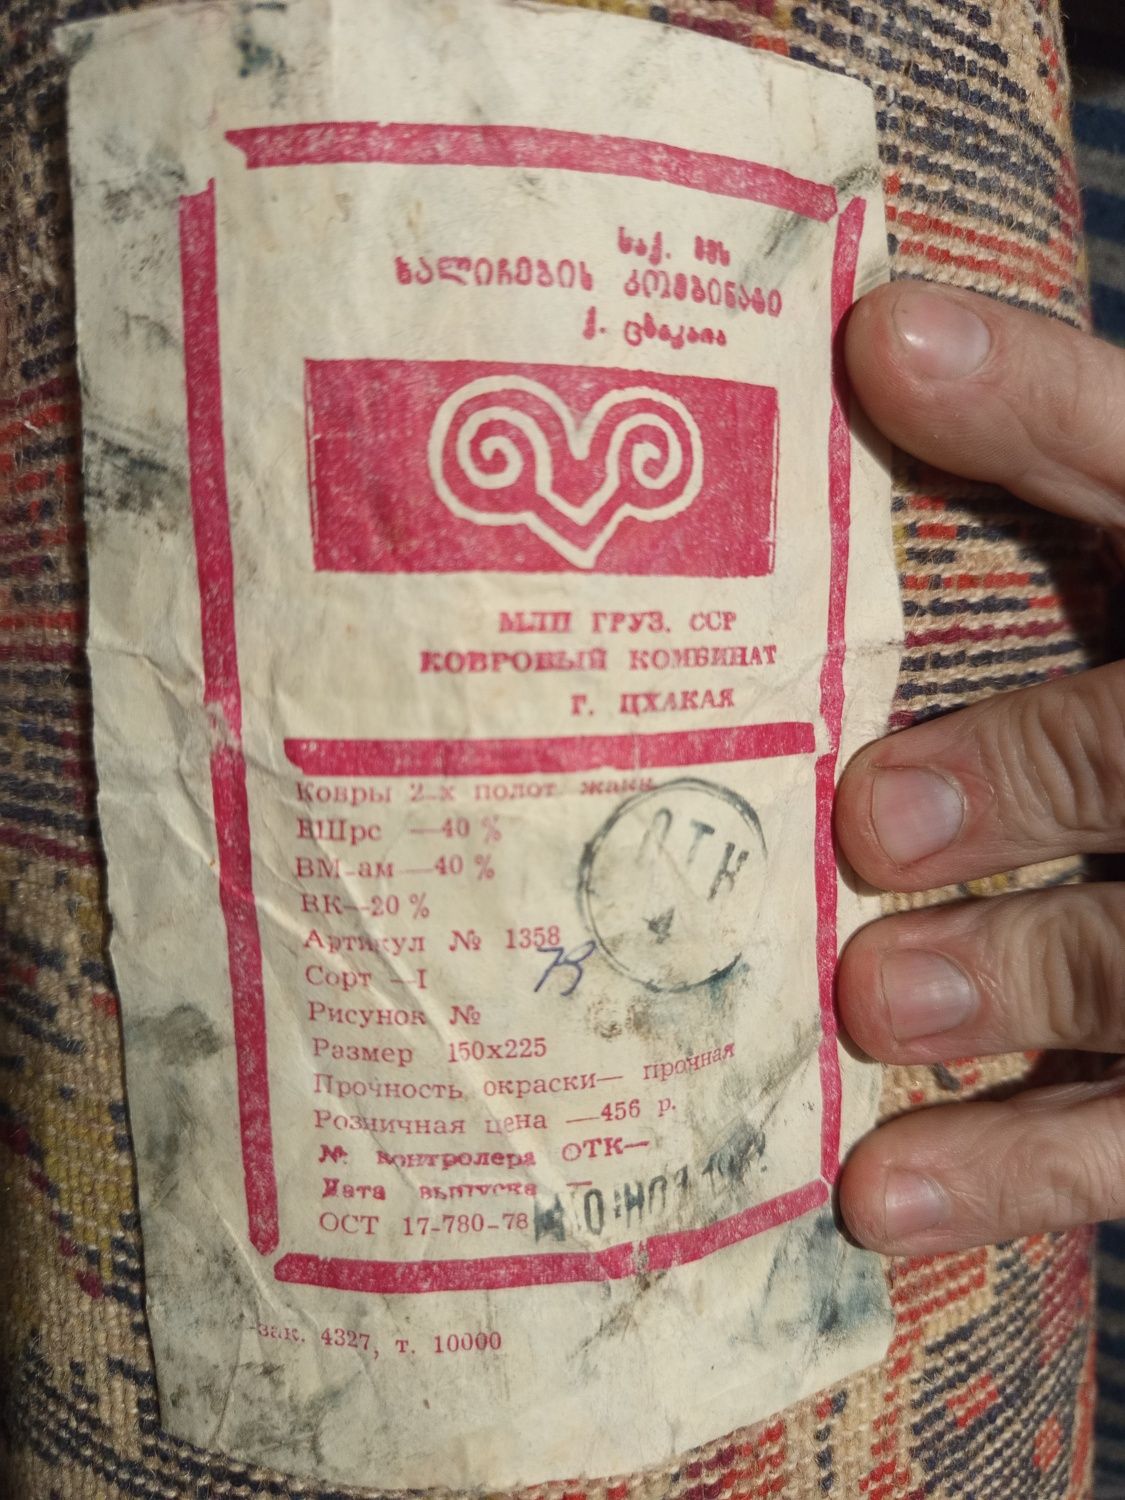 საქ. მმს
ხალიჩების კომბინატი
ქ. ცხაკაია
МЛП ГРУЗ. ССР
КОВРОВЫЙ КОМБИНАТ
Г. ЦХАКАЯ
Ковры 2-х полот. жакк.
ВШрс —40 %
ВМ-ам —40 %
ВК—20 %
Артикул № 1358
Сорт —I
Рисунок №
Размер 150х225
Прочность окраски— прочная
Розничная цена —456 р.
№ контролера ОТК—
Дата выпуска —
ОСТ 17-780-78
зак. 4327, т. 10000
ОТК